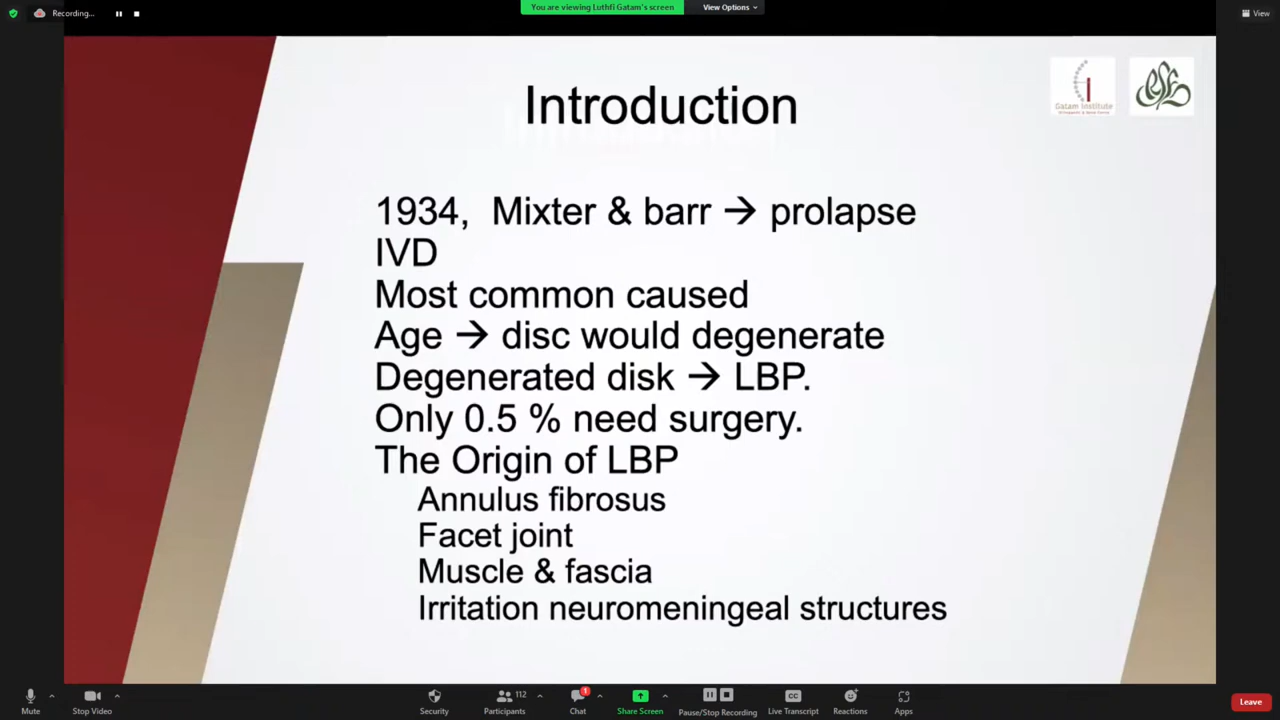 Recording...
You are viewing Luthfi Gatam's screen
View Options
View
Introduction
Gatam Institute
1934,  Mixter & barr → prolapse
IVD
Most common caused
Age → disc would degenerate
Degenerated disk → LBP.
Only 0.5 % need surgery.
The Origin of LBP
Annulus fibrosus
Facet joint
Muscle & fascia
Irritation neuromeningeal structures
Mute
Stop Video
Security
112
Participants
1
Chat
Share Screen
Pause/Stop Recording
CC
Live Transcript
Reactions
Apps
Leave